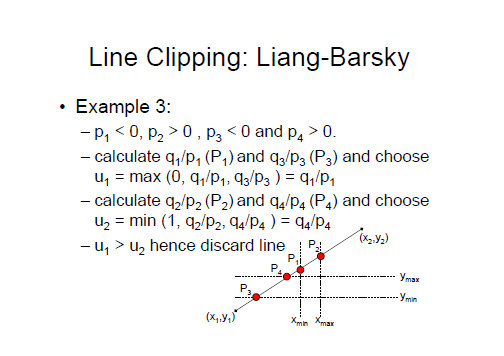 Line Clipping: Liang-Barsky
• Example 3:
– p₁ < 0, p₂ > 0 , p₃ < 0 and p₄ > 0.
– calculate q₁/p₁ (P₁) and q₃/p₃ (P₃) and choose
u₁ = max (0, q₁/p₁, q₃/p₃ ) = q₁/p₁
– calculate q₂/p₂ (P₂) and q₄/p₄ (P₄) and choose
u₂ = min (1, q₂/p₂, q₄/p₄ ) = q₄/p₄
– u₁ > u₂ hence discard line
(x₂,y₂)
P₂
P₁
P₄
yₘₐₓ
P₃
yₘᵢₙ
(x₁,y₁)
xₘᵢₙ xₘₐₓ